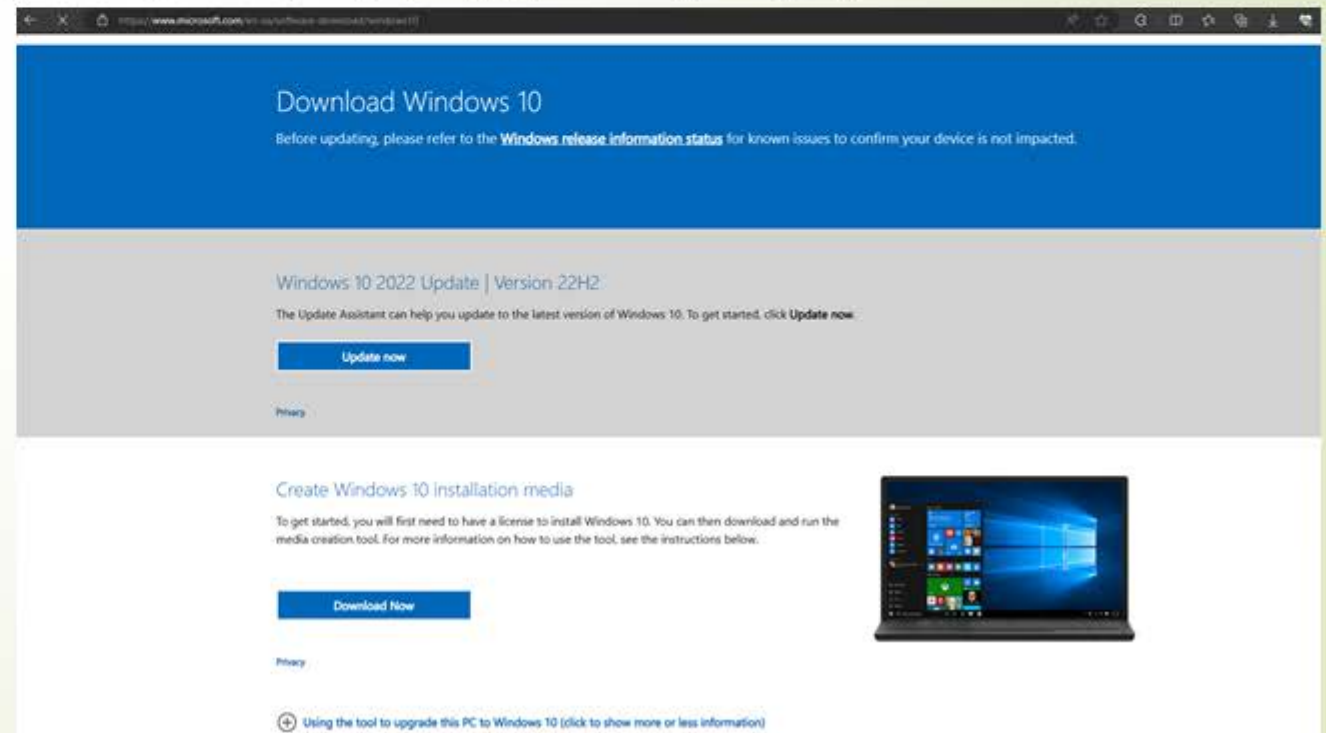 www.microsoft.com
Download Windows 10
Before updating, please refer to the Windows release information status for known issues to confirm your device is not impacted.
Windows 10 2022 Update | Version 22H2
The Update Assistant can help you update to the latest version of Windows 10. To get started, click Update now.
Update now
Privacy
Create Windows 10 installation media
To get started, you will first need to have a license to install Windows 10. You can then download and run the
media creation tool. For more information on how to use the tool, see the instructions below.
Download Now
Privacy
Using the tool to upgrade this PC to Windows 10 (click to show more or less information)